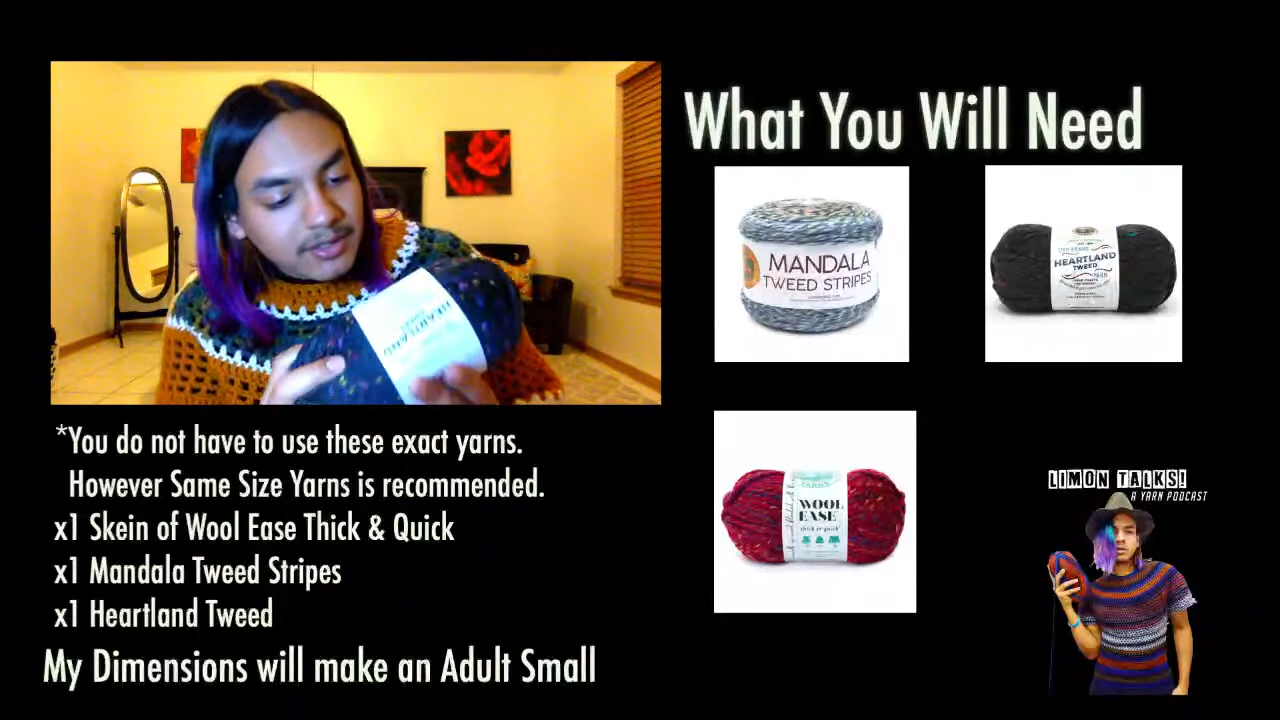 What You Will Need
MANDALA
TWEED STRIPES
HEARTLAND
TWEED
YARN
HEARTLAND
*You do not have to use these exact yarns.
However Same Size Yarns is recommended.
x1 Skein of Wool Ease Thick & Quick
x1 Mandala Tweed Stripes
x1 Heartland Tweed
My Dimensions will make an Adult Small
WOOL
EASE
thick & quick
LIMON TALKS!
A YARN PODCAST